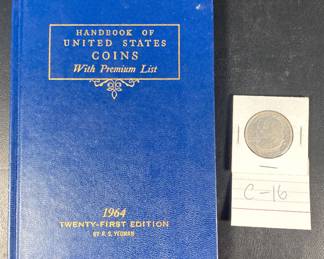 HANDBOOK OF
UNITED STATES
COINS
With Premium List
1964
TWENTY-FIRST EDITION
BY R. S. YEOMAN
C-16